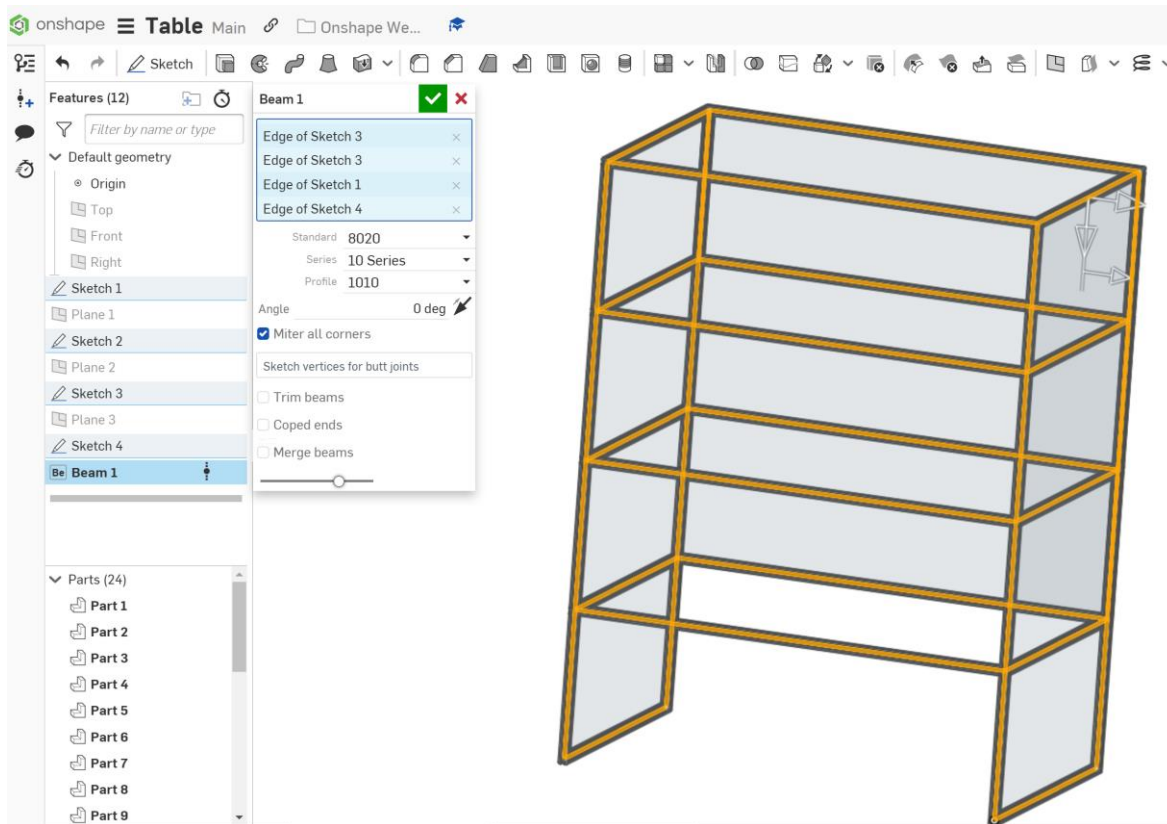 onshape Table Main Onshape We...
Sketch
Features (12)
Filter by name or type
Default geometry
Origin
Top
Front
Right
Sketch 1
Plane 1
Sketch 2
Plane 2
Sketch 3
Plane 3
Sketch 4
Be Beam 1
Parts (24)
Part 1
Part 2
Part 3
Part 4
Part 5
Part 6
Part 7
Part 8
Part 9
Beam 1
Edge of Sketch 3
Edge of Sketch 3
Edge of Sketch 1
Edge of Sketch 4
Standard 8020
Series 10 Series
Profile 1010
Angle 0 deg
Miter all corners
Sketch vertices for butt joints
Trim beams
Coped ends
Merge beams